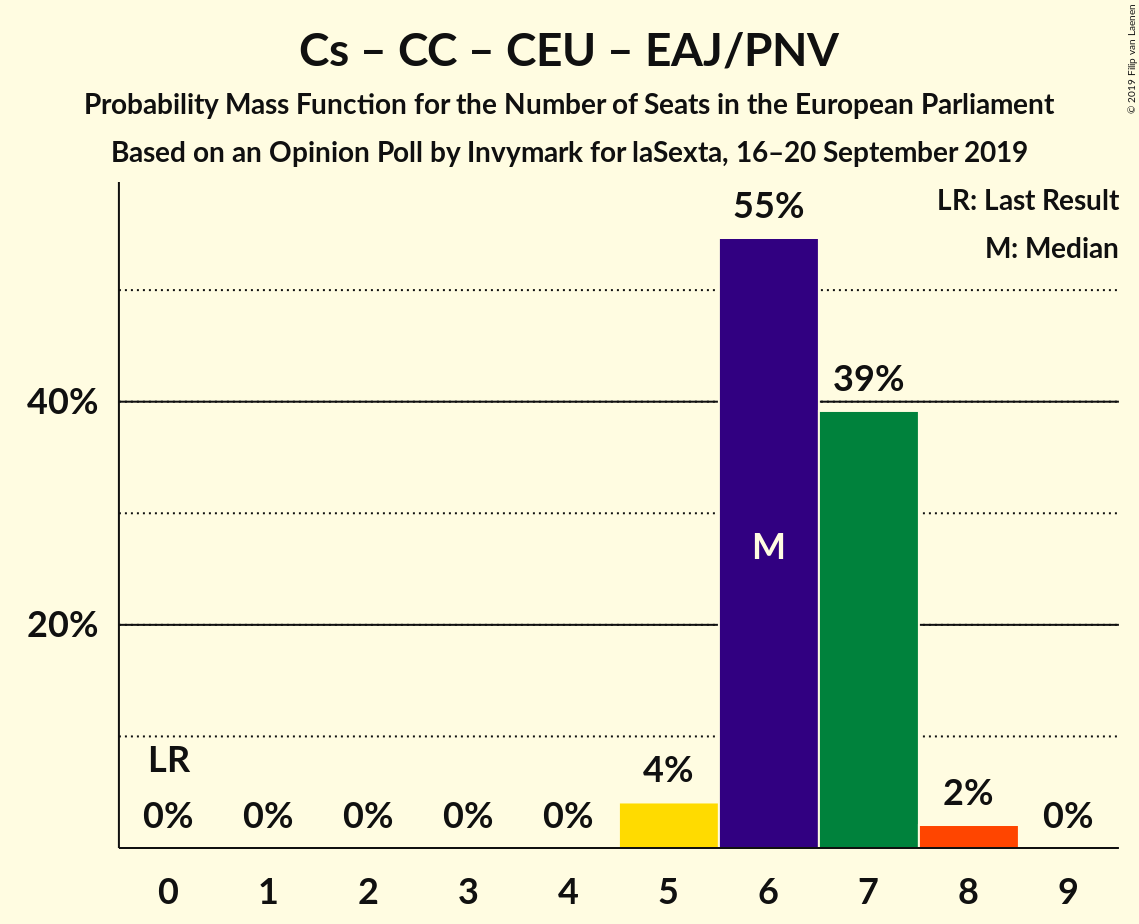 Cs – CC – CEU – EAJ/PNV
Probability Mass Function for the Number of Seats in the European Parliament
Based on an Opinion Poll by Invymark for laSexta, 16–20 September 2019
© 2019 Filip van Laenen
LR: Last Result
M: Median
55%
39%
40%
M
20%
LR
0% 0% 0% 0% 0% 4% 2% 0%
0 1 2 3 4 5 6 7 8 9